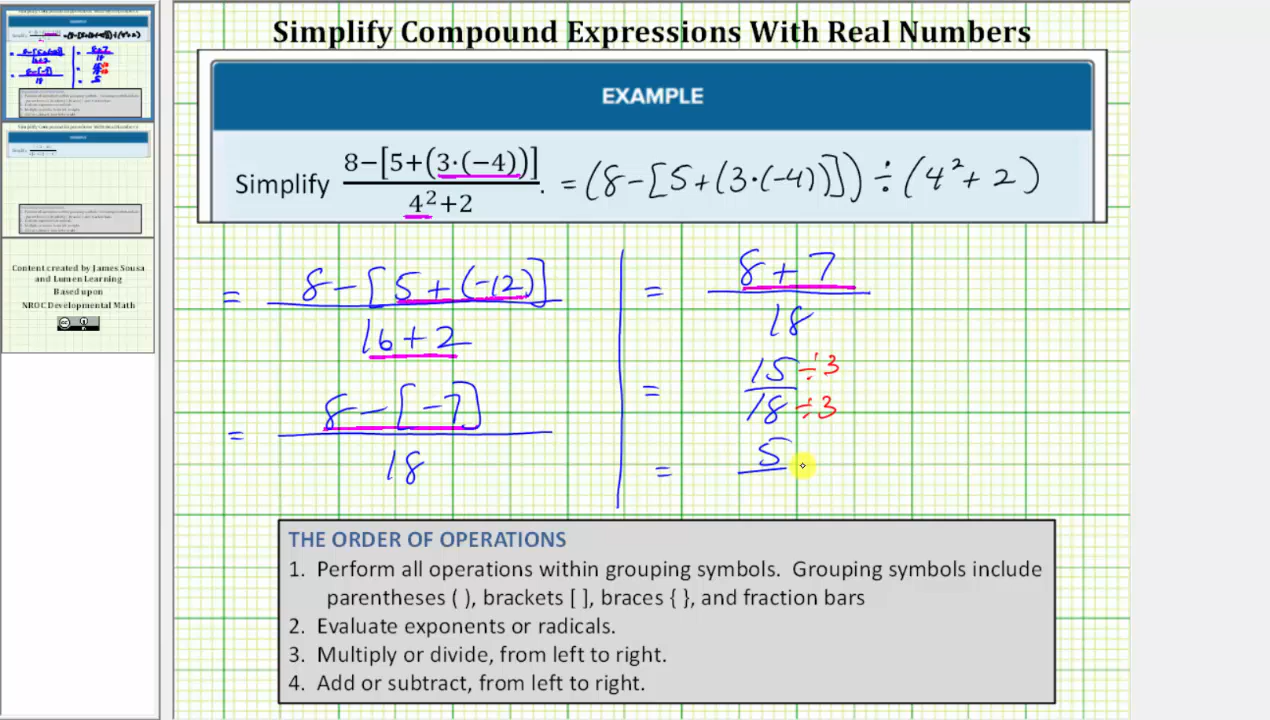 Simplify Compound Expressions With Real Numbers
EXAMPLE
Simplify (8−[5+(3·(−4))])/(4²+2). = (8-[5+(3·(-4)]]) ÷ (4²+2)
= (8-[5+(-12)])/(16+2)
= (8-[-7])/18
= (8+7)/18
= 15÷3/18÷3
= 5
THE ORDER OF OPERATIONS
1. Perform all operations within grouping symbols. Grouping symbols include
parentheses ( ), brackets [ ], braces { }, and fraction bars
2. Evaluate exponents or radicals.
3. Multiply or divide, from left to right.
4. Add or subtract, from left to right.
Content created by James Sousa
and Lumen Learning
Based upon
NROC Developmental Math
cc